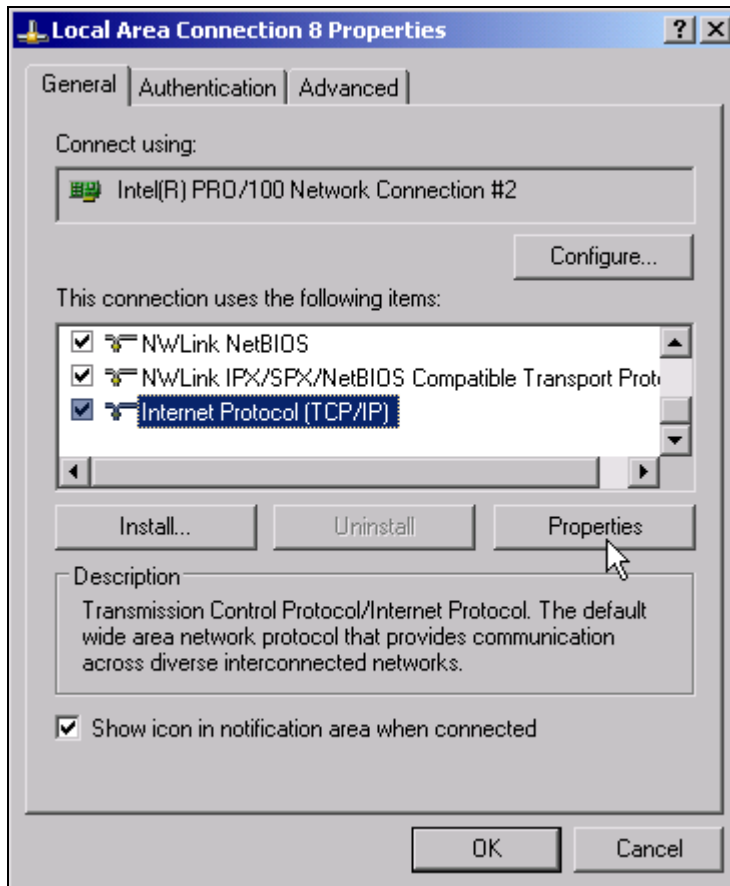 Local Area Connection 8 Properties
General Authentication Advanced
Connect using:
Intel(R) PRO/100 Network Connection #2
Configure...
This connection uses the following items:
NWLink NetBIOS
NWLink IPX/SPX/NetBIOS Compatible Transport Prot
Internet Protocol (TCP/IP)
Install... Uninstall Properties
Description
Transmission Control Protocol/Internet Protocol. The default
wide area network protocol that provides communication
across diverse interconnected networks.
Show icon in notification area when connected
OK Cancel